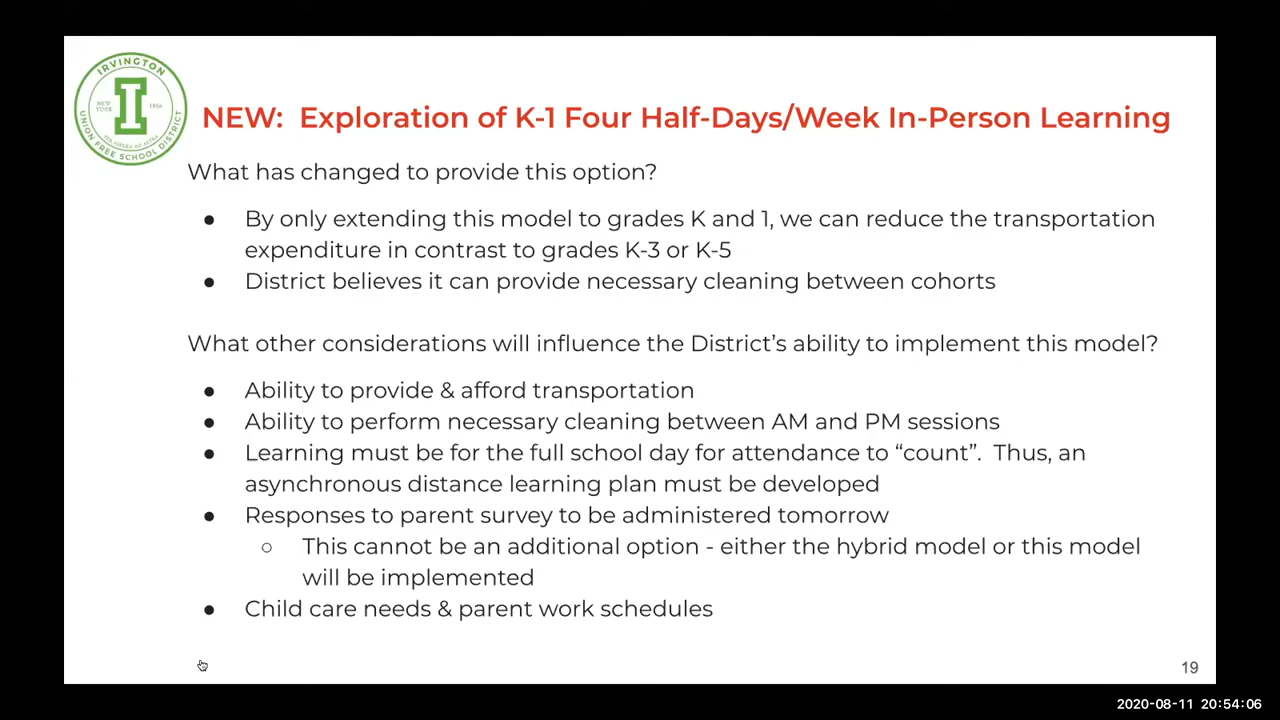 IRVINGTON
NEW YORK
1956
UNION FREE SCHOOL DISTRICT
NEW: Exploration of K-1 Four Half-Days/Week In-Person Learning
What has changed to provide this option?
● By only extending this model to grades K and 1, we can reduce the transportation
expenditure in contrast to grades K-3 or K-5
● District believes it can provide necessary cleaning between cohorts
What other considerations will influence the District's ability to implement this model?
● Ability to provide & afford transportation
● Ability to perform necessary cleaning between AM and PM sessions
● Learning must be for the full school day for attendance to “count”. Thus, an
asynchronous distance learning plan must be developed
● Responses to parent survey to be administered tomorrow
○ This cannot be an additional option - either the hybrid model or this model
will be implemented
● Child care needs & parent work schedules
19
2020-08-11 20:54:06